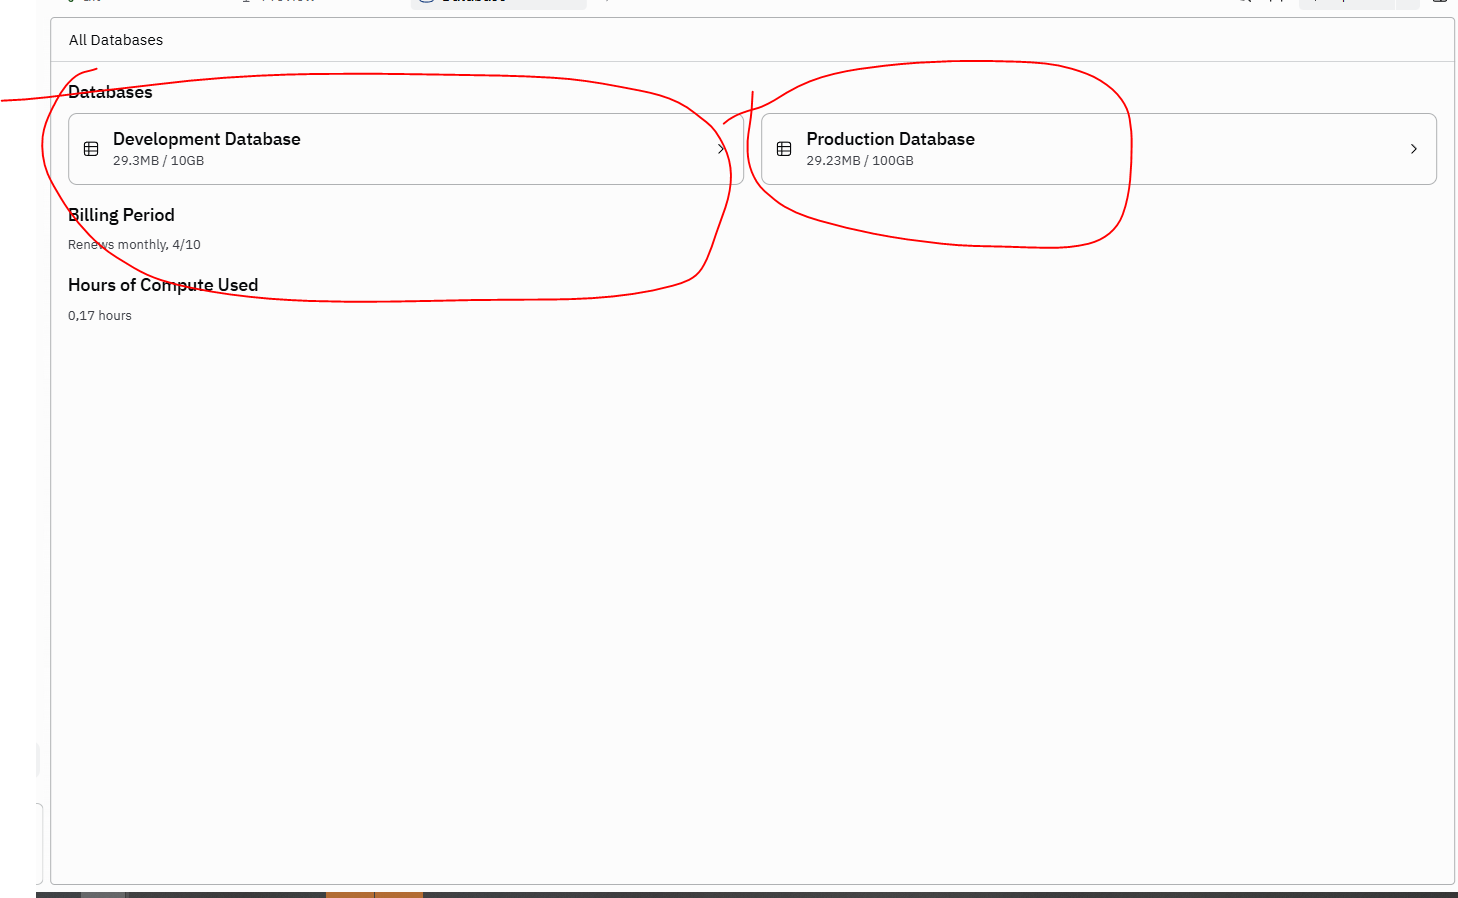 All Databases
Databases
Development Database
29.3MB / 10GB
Production Database
29.23MB / 100GB
Billing Period
Renews monthly, 4/10
Hours of Compute Used
0,17 hours